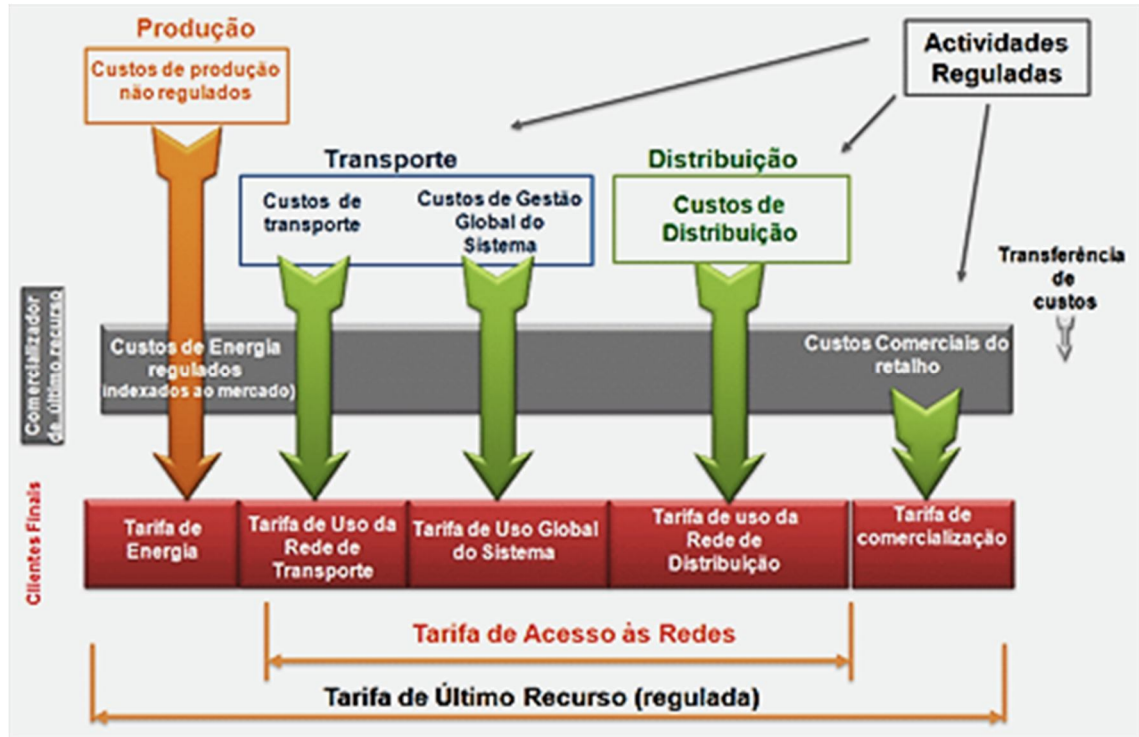 Produção
Custos de produção
não regulados
Actividades
Reguladas
Transporte
Custos de
transporte
Custos de Gestão
Global do
Sistema
Distribuição
Custos de
Distribuição
Transferência
de
custos
Comercializador
de último recurso
Custos de Energia
regulados
(indexados ao mercado)
Custos Comerciais do
retalho
Clientes Finais
Tarifa de
Energia
Tarifa de Uso da
Rede de
Transporte
Tarifa de Uso Global
do Sistema
Tarifa de uso da
Rede de
Distribuição
Tarifa de
comercialização
Tarifa de Acesso às Redes
Tarifa de Último Recurso (regulada)